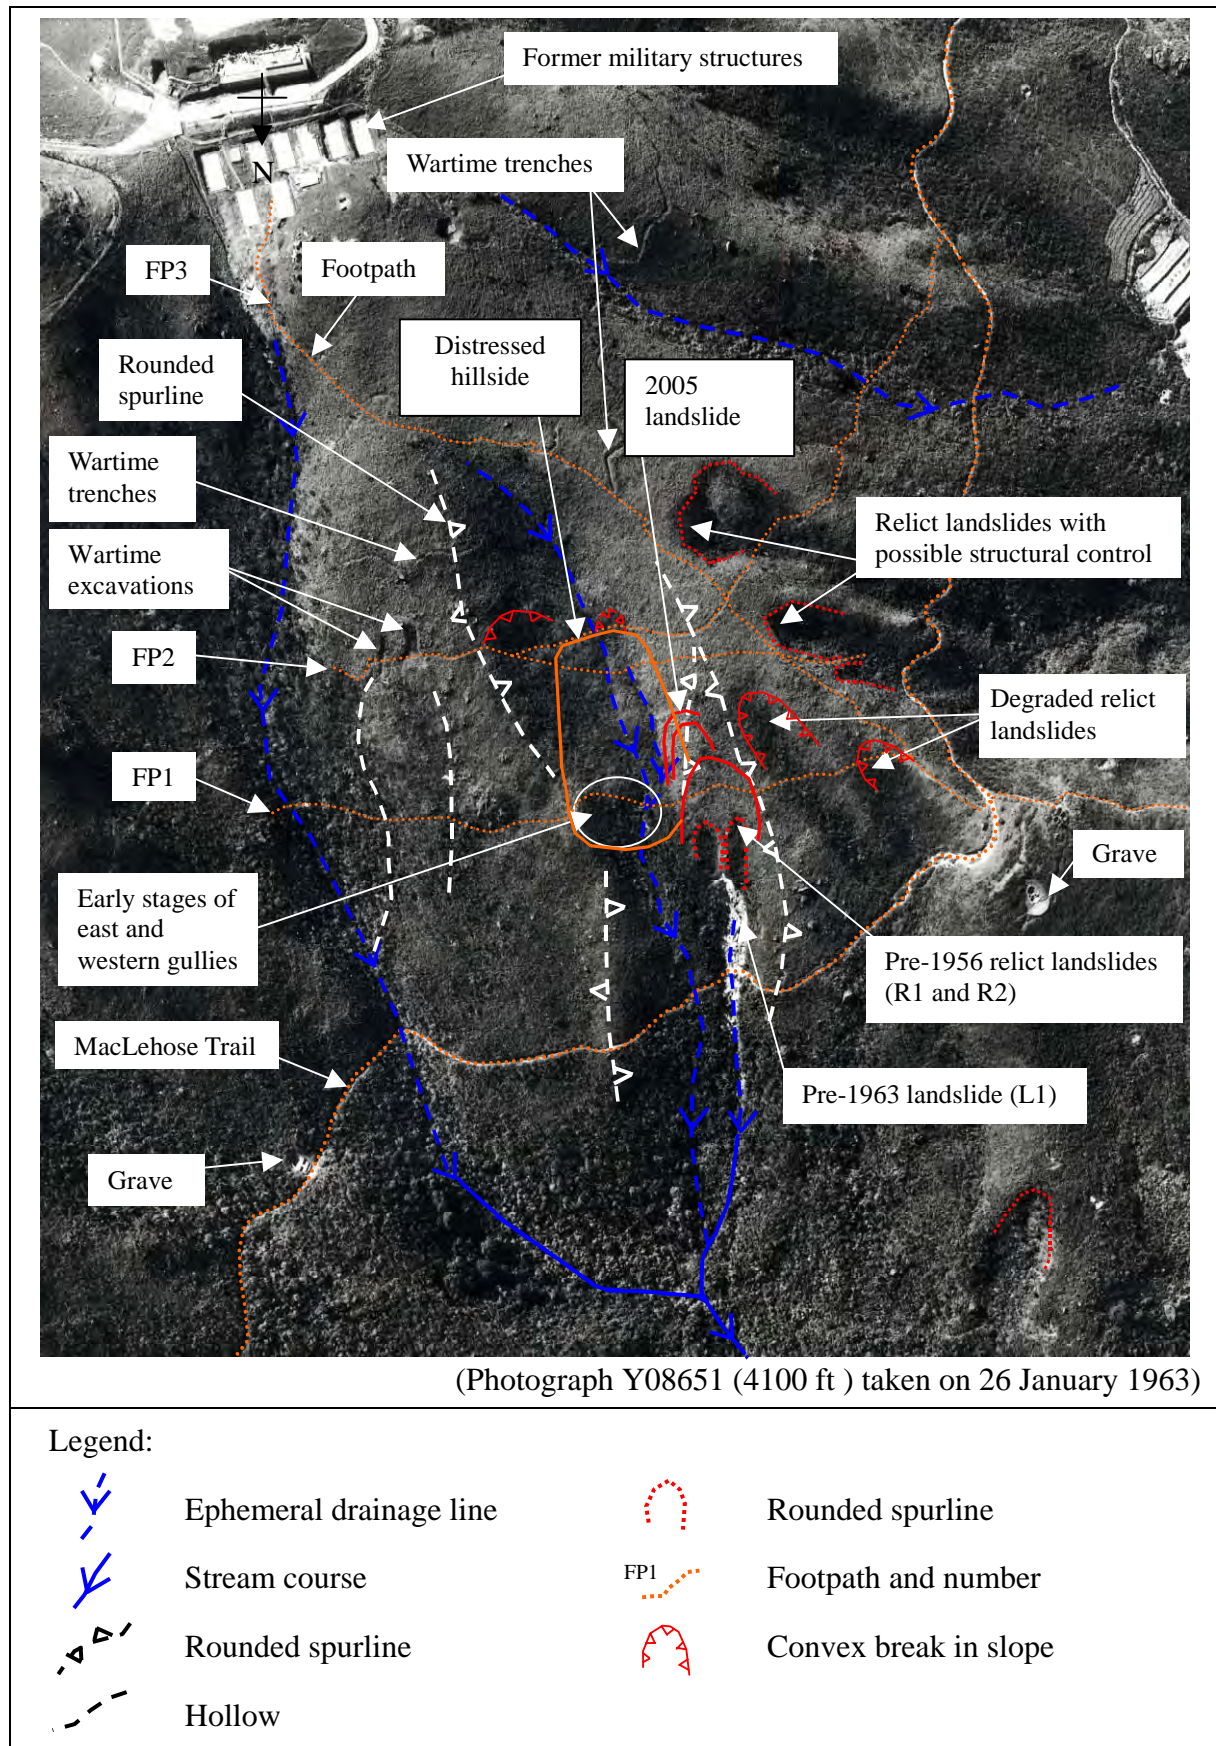 Former military structures
Wartime trenches
N
FP3
Footpath
Distressed
hillside
2005
landslide
Rounded
spurline
Wartime
trenches
Relict landslides with
possible structural control
Wartime
excavations
FP2
Degraded relict
landslides
FP1
Grave
Early stages of
east and
western gullies
Pre-1956 relict landslides
(R1 and R2)
MacLehose Trail
Pre-1963 landslide (L1)
Grave
(Photograph Y08651 (4100 ft ) taken on 26 January 1963)
Legend:
Ephemeral drainage line
Rounded spurline
Stream course
FP1
Footpath and number
Rounded spurline
Convex break in slope
Hollow